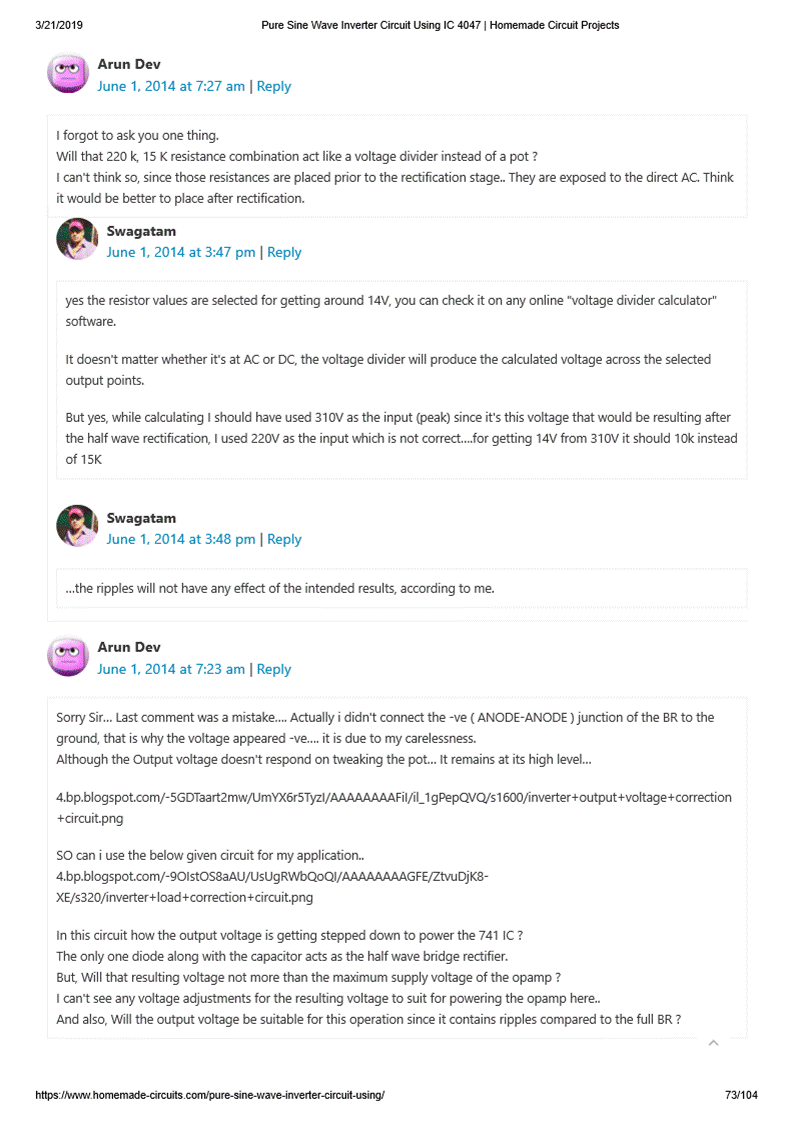 3/21/2019
Pure Sine Wave Inverter Circuit Using IC 4047 | Homemade Circuit Projects
Arun Dev
June 1, 2014 at 7:27 am | Reply
I forgot to ask you one thing.
Will that 220 k, 15 K resistance combination act like a voltage divider instead of a pot ?
I can't think so, since those resistances are placed prior to the rectification stage.. They are exposed to the direct AC. Think
it would be better to place after rectification.
Swagatam
June 1, 2014 at 3:47 pm | Reply
yes the resistor values are selected for getting around 14V, you can check it on any online "voltage divider calculator"
software.
It doesn't matter whether it's at AC or DC, the voltage divider will produce the calculated voltage across the selected
output points.
But yes, while calculating I should have used 310V as the input (peak) since it's this voltage that would be resulting after
the half wave rectification, I used 220V as the input which is not correct....for getting 14V from 310V it should 10k instead
of 15K
Swagatam
June 1, 2014 at 3:48 pm | Reply
...the ripples will not have any effect of the intended results, according to me.
Arun Dev
June 1, 2014 at 7:23 am | Reply
Sorry Sir... Last comment was a mistake.... Actually i didn't connect the -ve ( ANODE-ANODE ) junction of the BR to the
ground, that is why the voltage appeared -ve.... it is due to my carelessness.
Although the Output voltage doesn't respond on tweaking the pot... It remains at its high level...
4.bp.blogspot.com/-5GDTaart2mw/UmYX6r5TyzI/AAAAAAAAFiI/il_1gPepQVQ/s1600/inverter+output+voltage+correction
+circuit.png
SO can i use the below given circuit for my application..
4.bp.blogspot.com/-9OIstOS8aAU/UsUgRWbQoQI/AAAAAAAAGFE/ZtvuDjK8-
XE/s320/inverter+load+correction+circuit.png
In this circuit how the output voltage is getting stepped down to power the 741 IC ?
The only one diode along with the capacitor acts as the half wave bridge rectifier.
But, Will that resulting voltage not more than the maximum supply voltage of the opamp ?
I can't see any voltage adjustments for the resulting voltage to suit for powering the opamp here..
And also, Will the output voltage be suitable for this operation since it contains ripples compared to the full BR ?
https://www.homemade-circuits.com/pure-sine-wave-inverter-circuit-using/
73/104